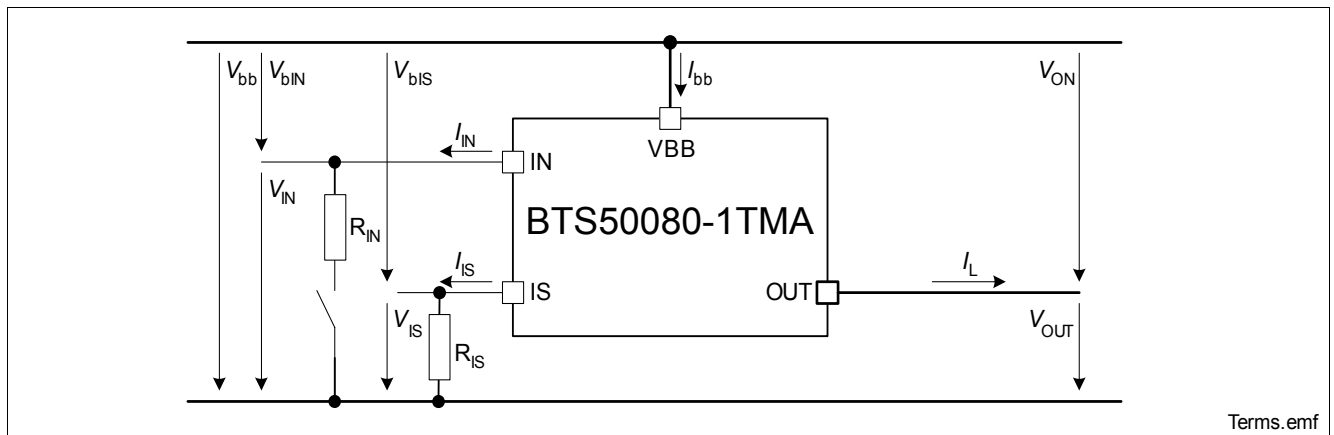 Vbb VbIN VbIS Ibb VON
VBB
IIN
IN
VIN
RIN
BTS50080-1TMA
IIS
IS
OUT
IL
VIS
RIS
VOUT
Terms.emf